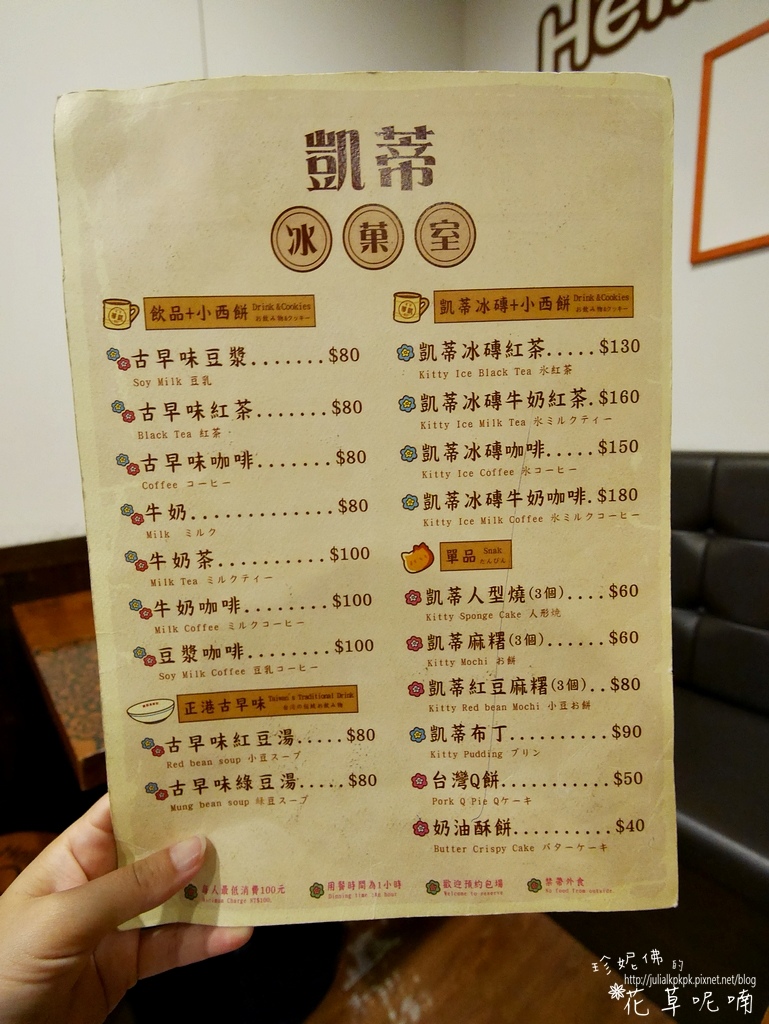 Hello
凱蒂
冰菓室
飲品+小西餅 Drink &Cookies
お飲み物&クッキー
古早味豆漿.......$80
Soy Milk 豆乳
古早味紅茶.......$80
Black Tea 紅茶
古早味咖啡.......$80
Coffee コーヒー
牛奶............$80
Milk ミルク
牛奶茶..........$100
Milk Tea ミルクティー
牛奶咖啡........$100
Milk Coffee ミルクコーヒー
豆漿咖啡........$100
Soy Milk Coffee 豆乳コーヒー
正港古早味 Taiwan's Traditional Drink
古早味紅豆湯.....$80
Red bean soup 小豆スープ
古早味綠豆湯.....$80
Mung bean soup 緑豆スープ
凱蒂冰磚+小西餅 Drink &Cookies
お飲み物&クッキー
凱蒂冰磚紅茶.....$130
Kitty Ice Black Tea 氷紅茶
凱蒂冰磚牛奶紅茶.$160
Kitty Ice Milk Tea 氷ミルクティー
凱蒂冰磚咖啡.....$150
Kitty Ice Coffee 氷コーヒー
凱蒂冰磚牛奶咖啡.$180
Kitty Ice Milk Coffee 氷ミルクコーヒー
單品 Snak
たんぴん
凱蒂人型燒(3個)....$60
Kitty Sponge Cake 人形焼
凱蒂麻糬(3個)......$60
Kitty Mochi お餅
凱蒂紅豆麻糬(3個)..$80
Kitty Red bean Mochi 小豆お餅
凱蒂布丁..........$90
Kitty Pudding プリン
台灣Q餅...........$50
Pork Q Pie Qケーキ
奶油酥餅..........$40
Butter Crispy Cake バターケーキ
每人最低消費100元
Minimum Charge NT$100.
用餐時間為1小時
歡迎預約包場
Welcome to reserve
禁帶外食
No food from outside.
珍妮佛的
http://julialkpkpk.pixnet.net/blog
花草呢喃